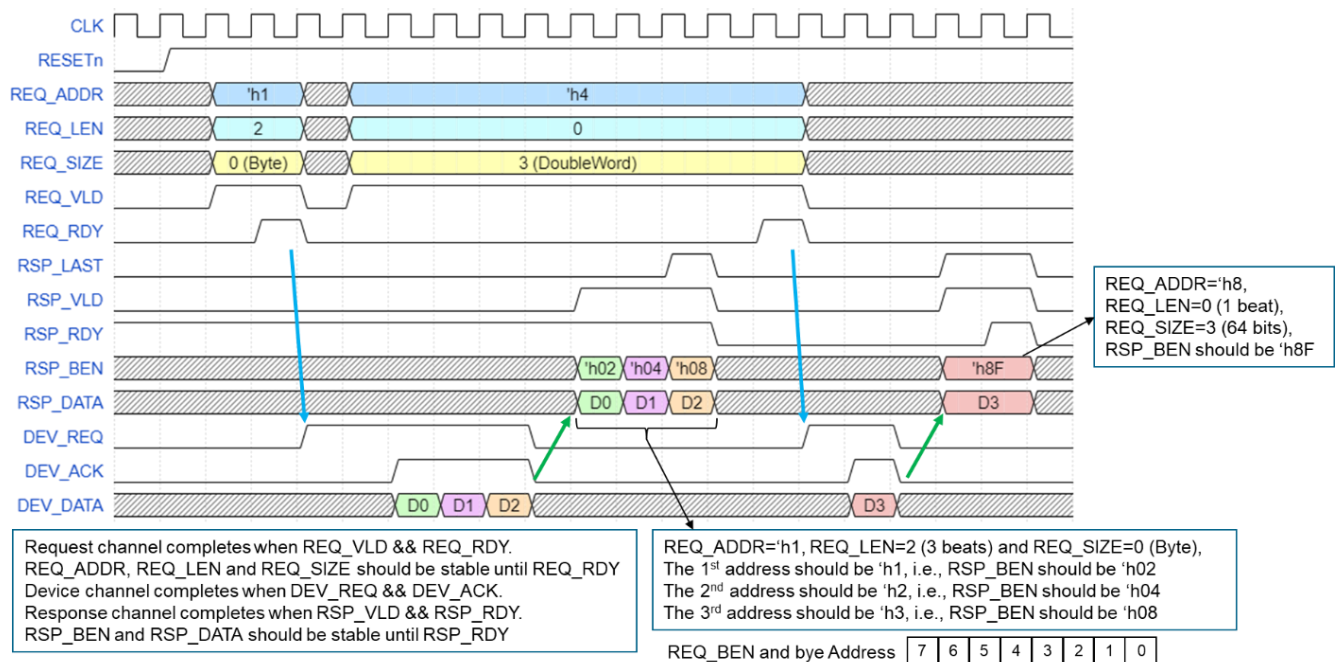 CLK
RESETn
REQ_ADDR 'h1 'h4
REQ_LEN 2 0
REQ_SIZE 0 (Byte) 3 (DoubleWord)
REQ_VLD
REQ_RDY
RSP_LAST
RSP_VLD
RSP_RDY
RSP_BEN 'h02 'h04 'h08 'h8F
RSP_DATA D0 D1 D2 D3
DEV_REQ
DEV_ACK
DEV_DATA D0 D1 D2 D3
REQ_ADDR=‘h8,
REQ_LEN=0 (1 beat),
REQ_SIZE=3 (64 bits),
RSP_BEN should be ‘h8F
Request channel completes when REQ_VLD && REQ_RDY.
REQ_ADDR, REQ_LEN and REQ_SIZE should be stable until REQ_RDY
Device channel completes when DEV_REQ && DEV_ACK.
Response channel completes when RSP_VLD && RSP_RDY.
RSP_BEN and RSP_DATA should be stable until RSP_RDY
REQ_ADDR=‘h1, REQ_LEN=2 (3 beats) and REQ_SIZE=0 (Byte),
The 1st address should be ‘h1, i.e., RSP_BEN should be ‘h02
The 2nd address should be ‘h2, i.e., RSP_BEN should be ‘h04
The 3rd address should be ‘h3, i.e., RSP_BEN should be ‘h08
REQ_BEN and bye Address 7 6 5 4 3 2 1 0